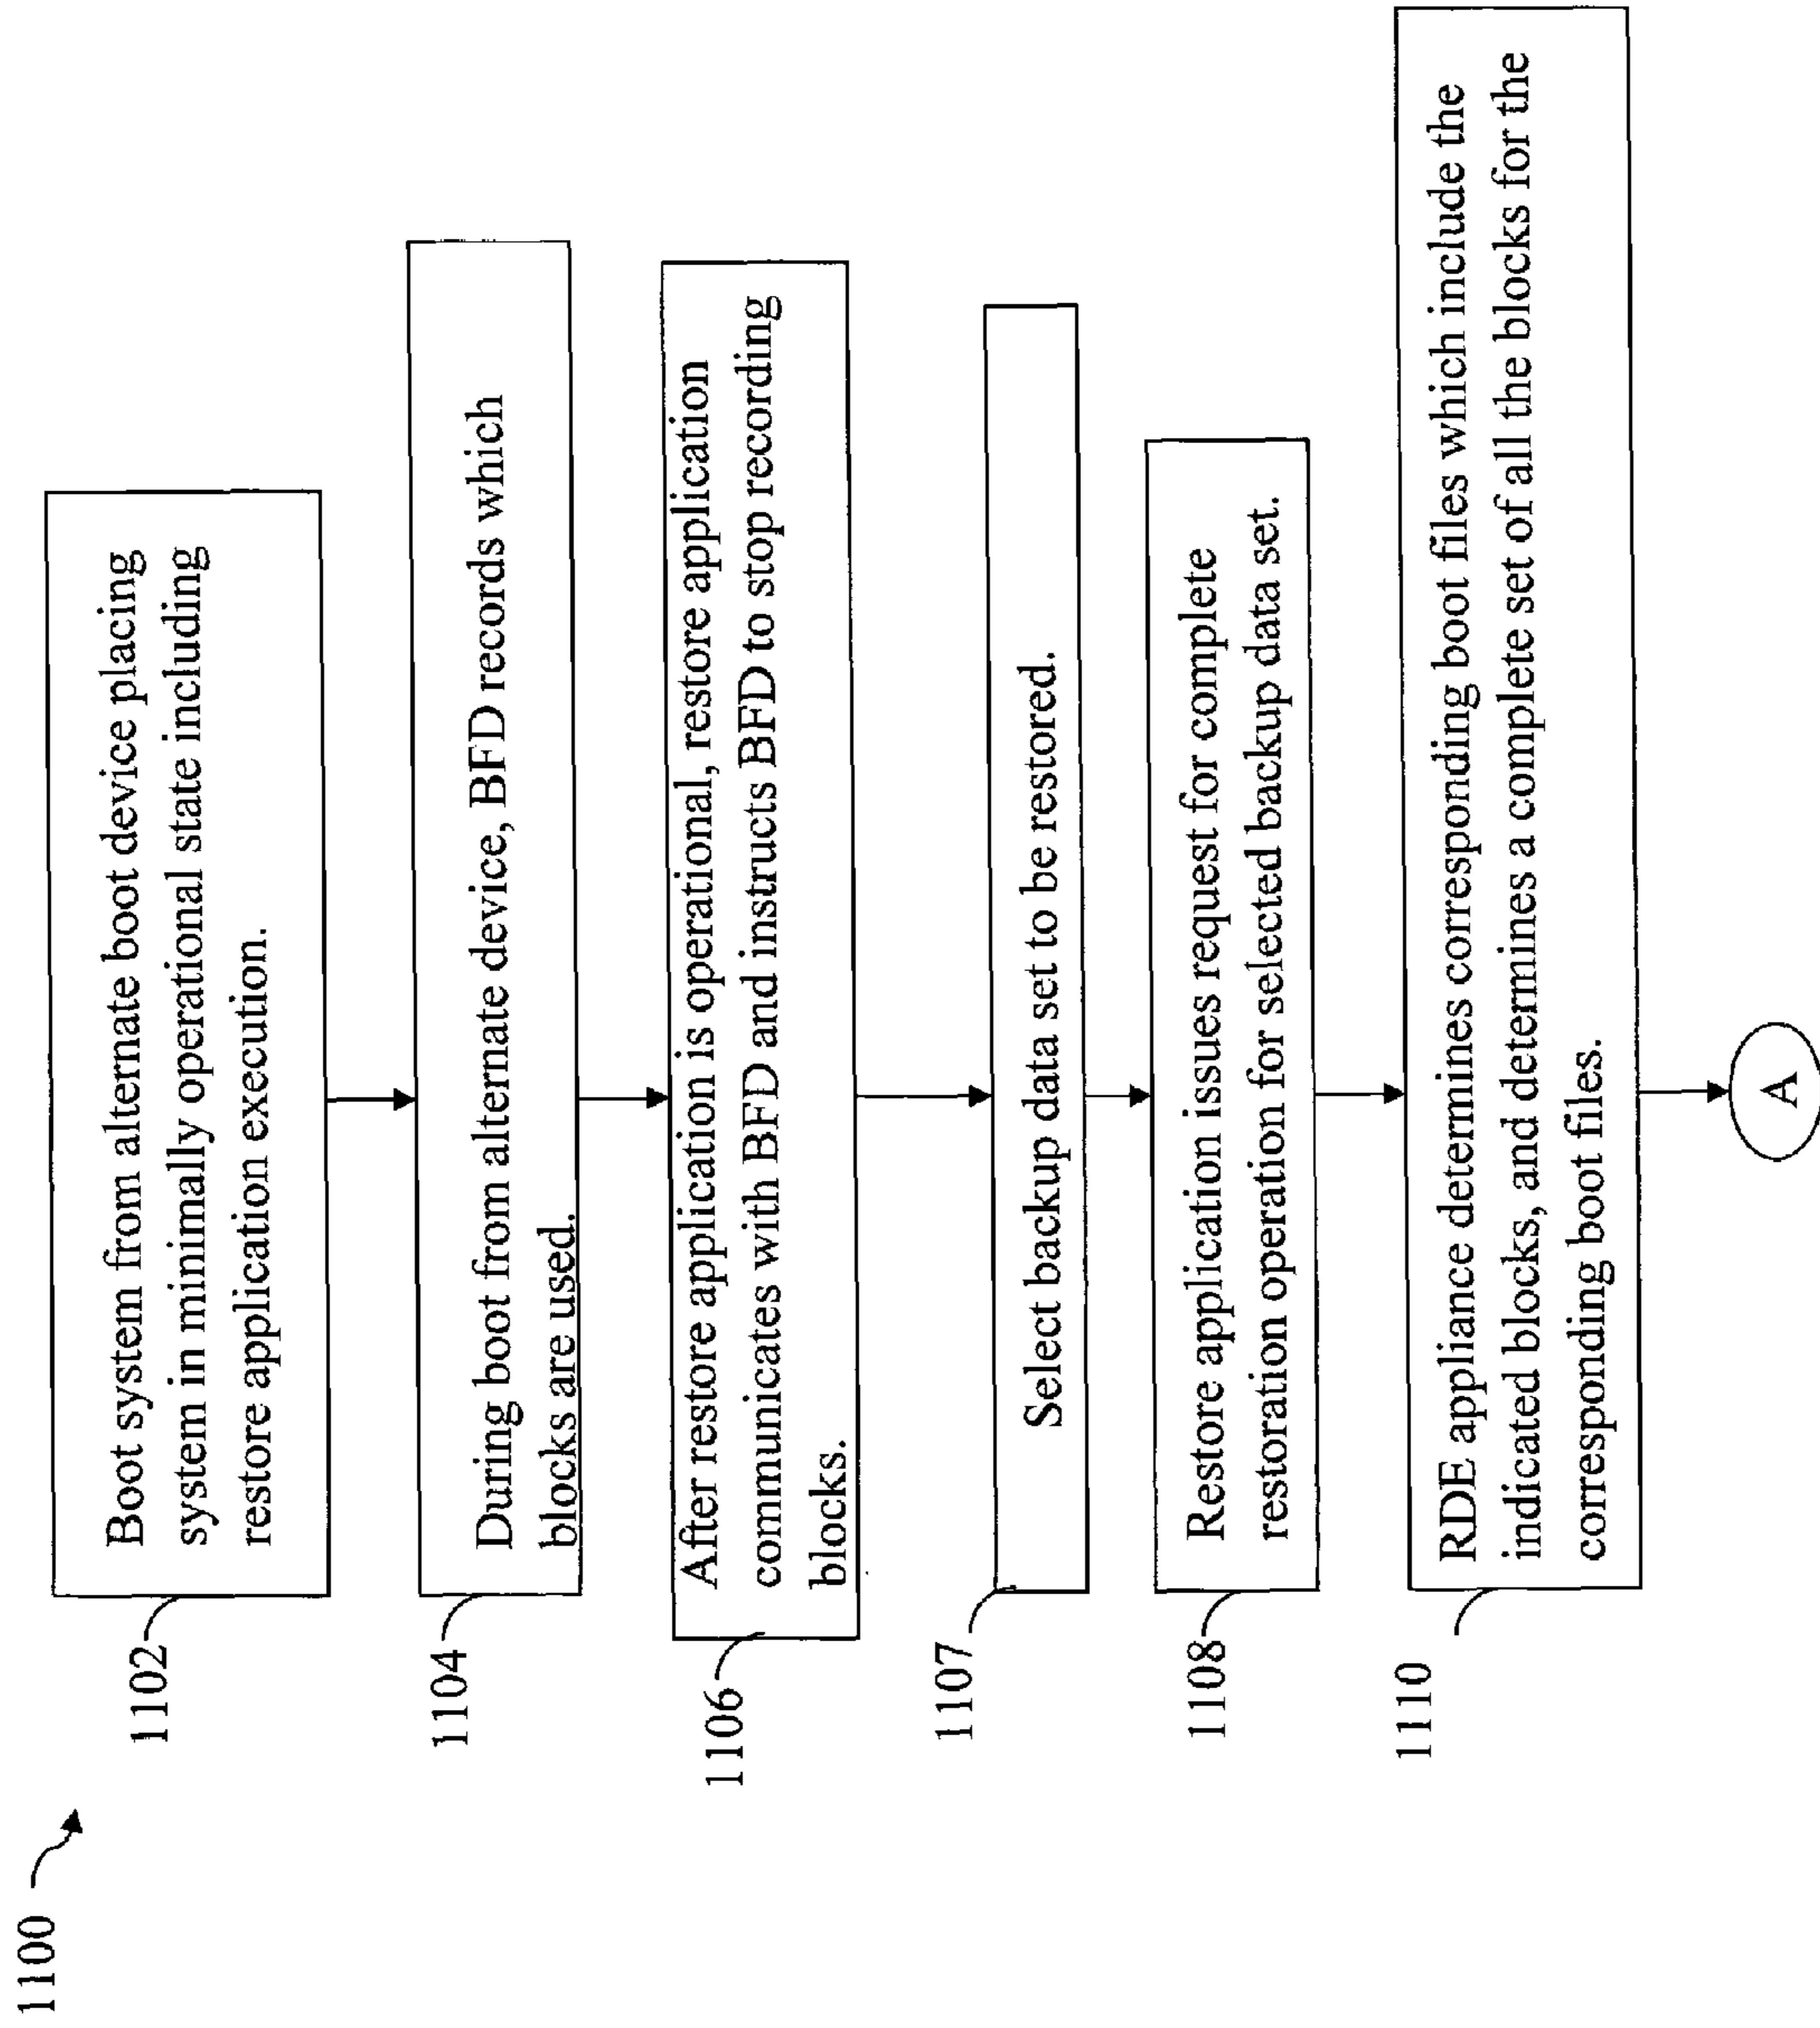 1100
1102
Boot system from alternate boot device placing
system in minimally operational state including
restore application execution.
1104
During boot from alternate device, BFD records which
blocks are used.
1106
After restore application is operational, restore application
communicates with BFD and instructs BFD to stop recording
blocks.
1107
Select backup data set to be restored.
1108
Restore application issues request for complete
restoration operation for selected backup data set.
1110
RDE appliance determines corresponding boot files which include the
indicated blocks, and determines a complete set of all the blocks for the
corresponding boot files.
A